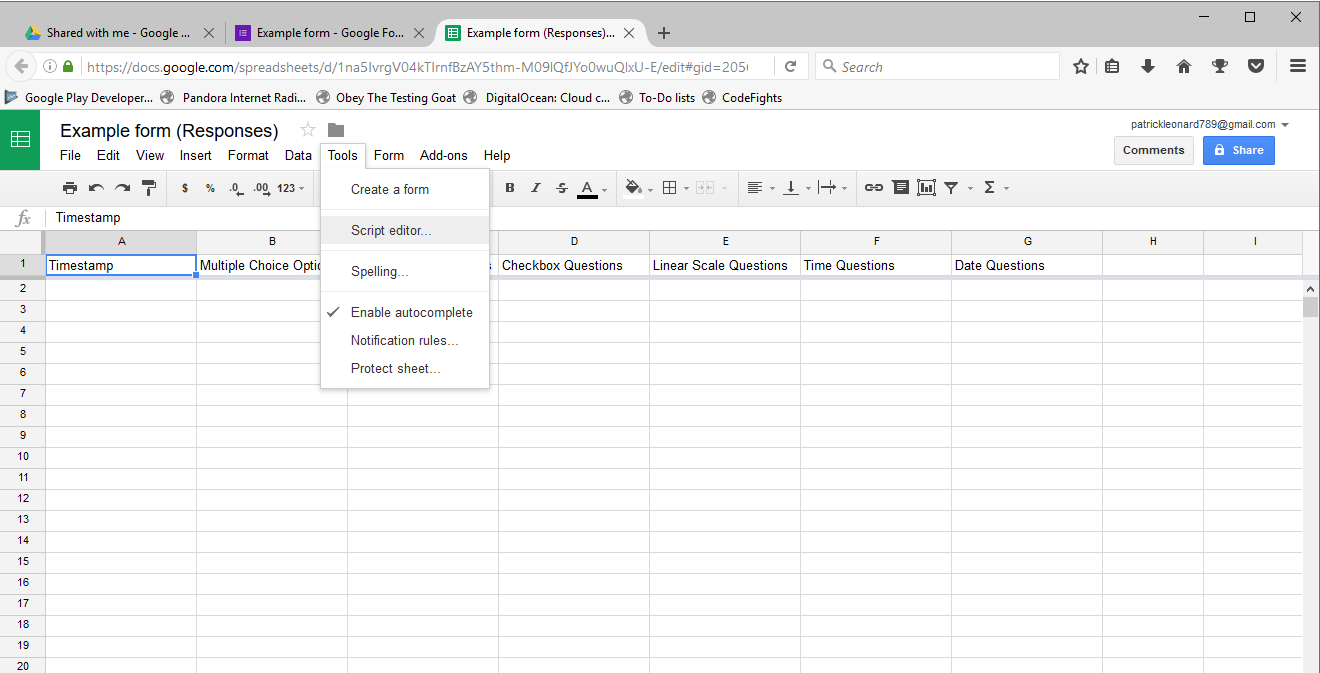 Shared with me - Google ... Example form - Google Fo... Example form (Responses)...
https://docs.google.com/spreadsheets/d/1na5IvrgV04kTIrnfBzAY5thm-M09lQfJYo0wuQlxU-E/edit#gid=205 Search
Google Play Developer... Pandora Internet Radi... Obey The Testing Goat DigitalOcean: Cloud c... To-Do lists CodeFights
Example form (Responses) patrickleonard789@gmail.com
File Edit View Insert Format Data Tools Form Add-ons Help Comments Share
$ % .0 .00 123 B I S A Σ
fx Timestamp
A B D E F G H I
1 Timestamp Multiple Choice Optio s Checkbox Questions Linear Scale Questions Time Questions Date Questions
Create a form
Script editor...
Spelling...
Enable autocomplete
Notification rules...
Protect sheet...
2
3
4
5
6
7
8
9
10
11
12
13
14
15
16
17
18
19
20